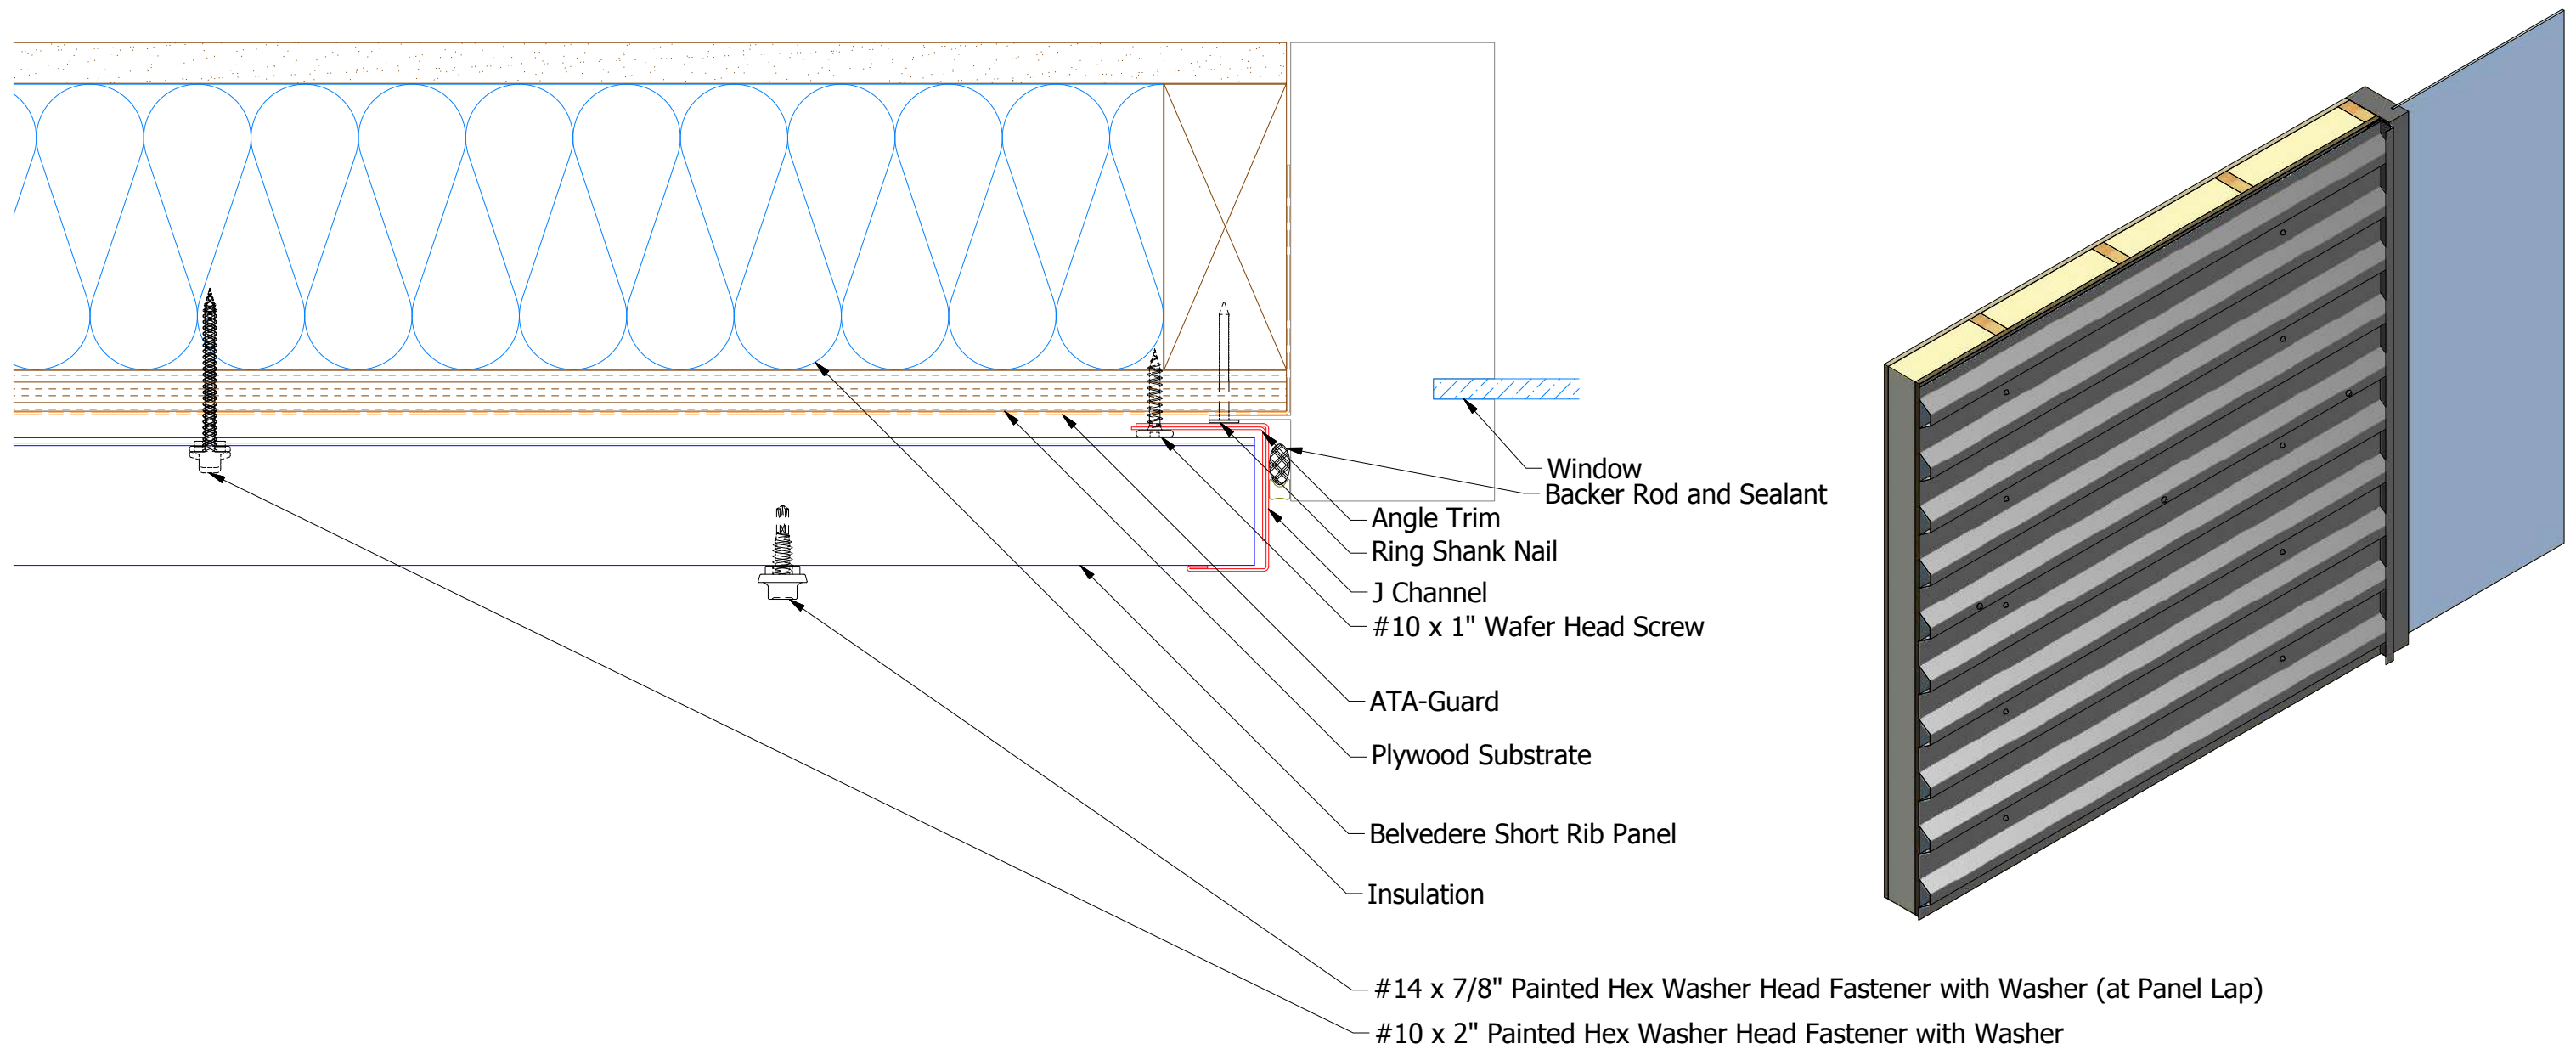 Window
Backer Rod and Sealant
Angle Trim
Ring Shank Nail
J Channel
#10 x 1" Wafer Head Screw
ATA-Guard
Plywood Substrate
Belvedere Short Rib Panel
Insulation
#14 x 7/8" Painted Hex Washer Head Fastener with Washer (at Panel Lap)
#10 x 2" Painted Hex Washer Head Fastener with Washer